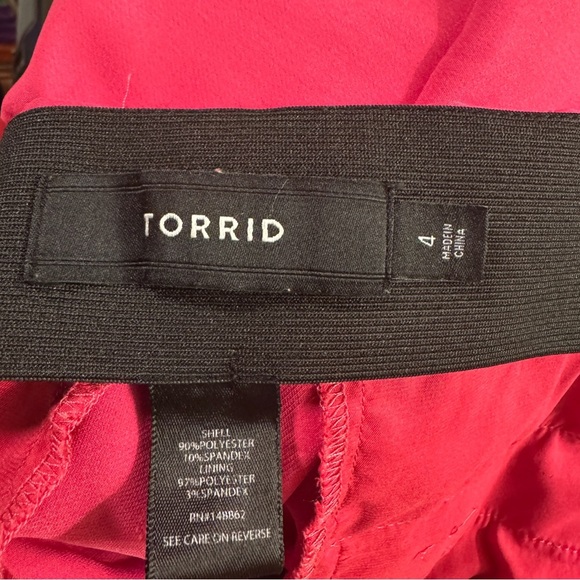 TORRID
4
MADE IN
CHINA
SHELL
90%POLYESTER
10%SPANDEX
LINING
97%POLYESTER
3%SPANDEX
RN#148862
SEE CARE ON REVERSE